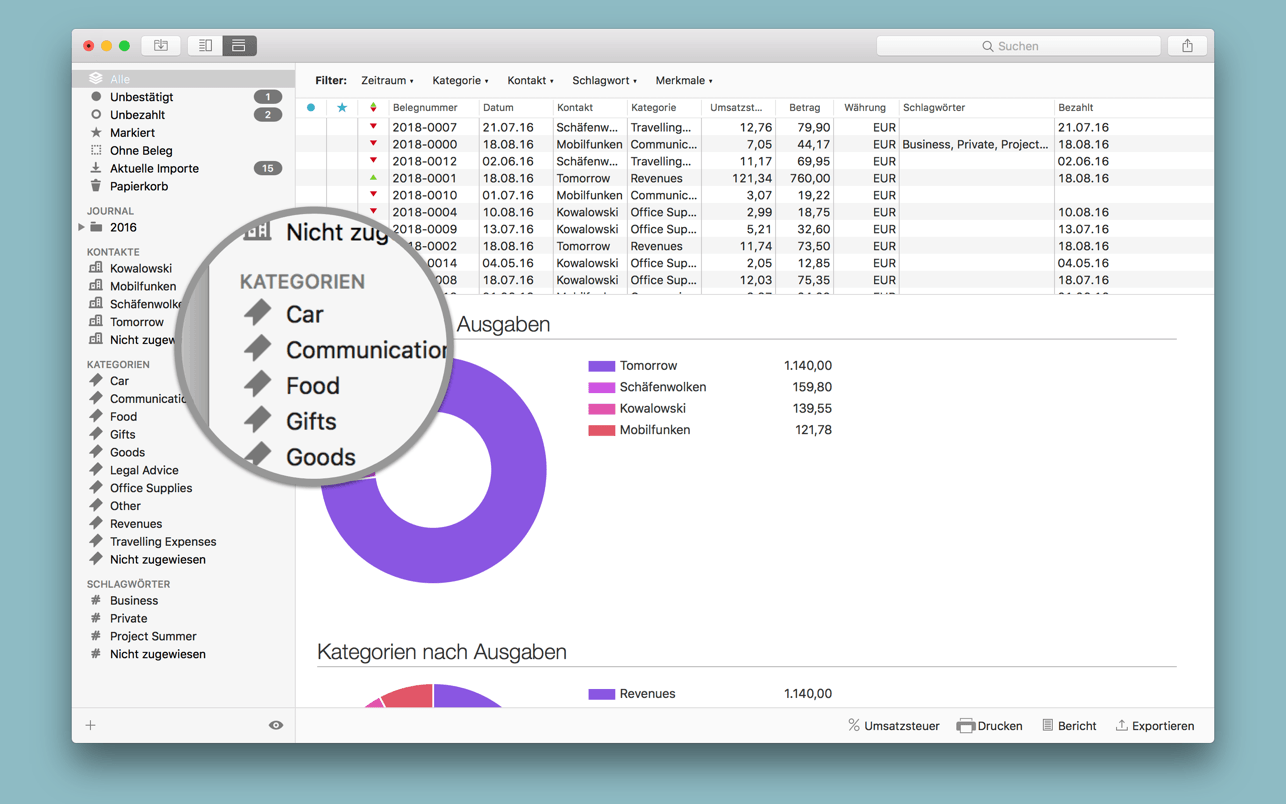 Suchen
Alle
Unbestätigt 1
Unbezahlt 2
Markiert
Ohne Beleg
Aktuelle Importe 15
Papierkorb
JOURNAL
2016
KONTAKTE
Kowalowski
Mobilfunken
Schäfenwolke
Tomorrow
Nicht zugew
KATEGORIEN
Car
Communicatio
Food
Gifts
Goods
Legal Advice
Office Supplies
Other
Revenues
Travelling Expenses
Nicht zugewiesen
SCHLAGWÖRTER
# Business
# Private
# Project Summer
# Nicht zugewiesen
Nicht zug
KATEGORIEN
Car
Communication
Food
Gifts
Goods
Filter: Zeitraum Kategorie Kontakt Schlagwort Merkmale
Belegnummer Datum Kontakt Kategorie Umsatzst... Betrag Währung Schlagwörter Bezahlt
2018-0007 21.07.16 Schäfenw... Travelling... 12,76 79,90 EUR 21.07.16
2018-0000 18.08.16 Mobilfunken Communic... 7,05 44,17 EUR Business, Private, Project... 18.08.16
2018-0012 02.06.16 Schäfenw... Travelling... 11,17 69,95 EUR 02.06.16
2018-0001 18.08.16 Tomorrow Revenues 121,34 760,00 EUR 18.08.16
2018-0010 01.07.16 Mobilfunken Communic... 3,07 19,22 EUR
2018-0004 10.08.16 Kowalowski Office Sup... 2,99 18,75 EUR 10.08.16
2018-0009 13.07.16 Kowalowski Office Sup... 5,21 32,60 EUR 13.07.16
2018-0002 18.08.16 Tomorrow Revenues 11,74 73,50 EUR 18.08.16
-0014 04.05.16 Kowalowski Office Sup... 2,05 12,85 EUR 04.05.16
008 18.07.16 Kowalowski Office Sup... 12,03 75,35 EUR 18.07.16
Ausgaben
Tomorrow 1.140,00
Schäfenwolken 159,80
Kowalowski 139,55
Mobilfunken 121,78
Kategorien nach Ausgaben
Revenues 1.140,00
% Umsatzsteuer Drucken Bericht Exportieren